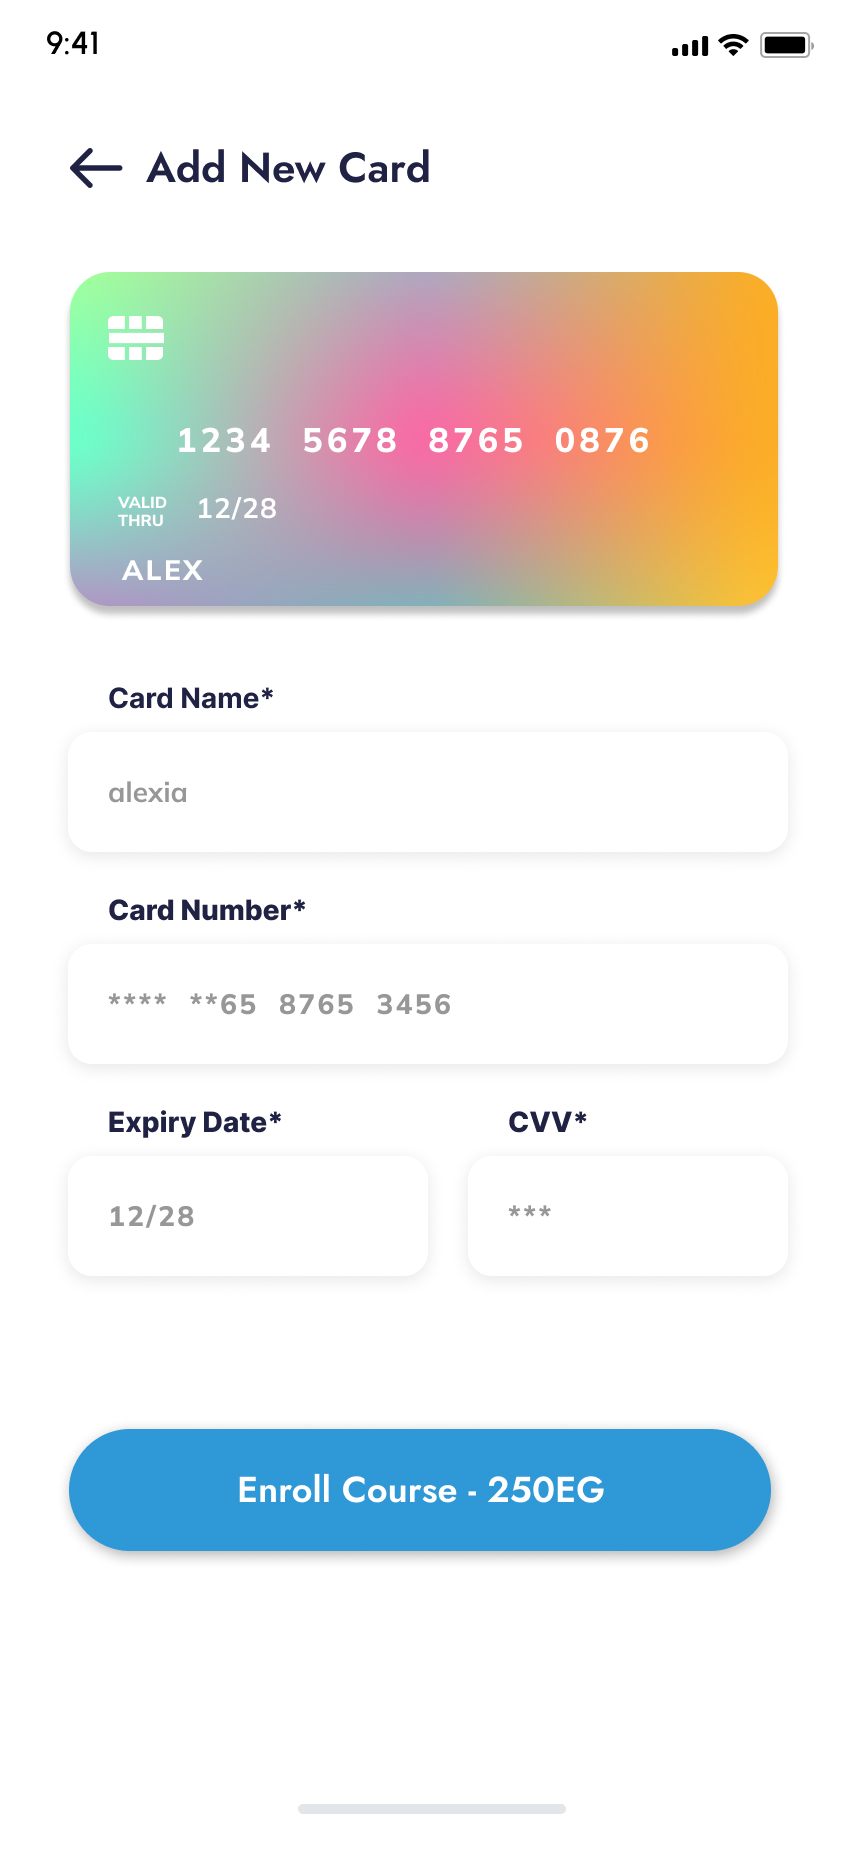 9:41
Add New Card
1234 5678 8765 0876
VALID
THRU
12/28
ALEX
Card Name*
alexia
Card Number*
**** **65 8765 3456
Expiry Date*
CVV*
12/28
***
Enroll Course - 250EG